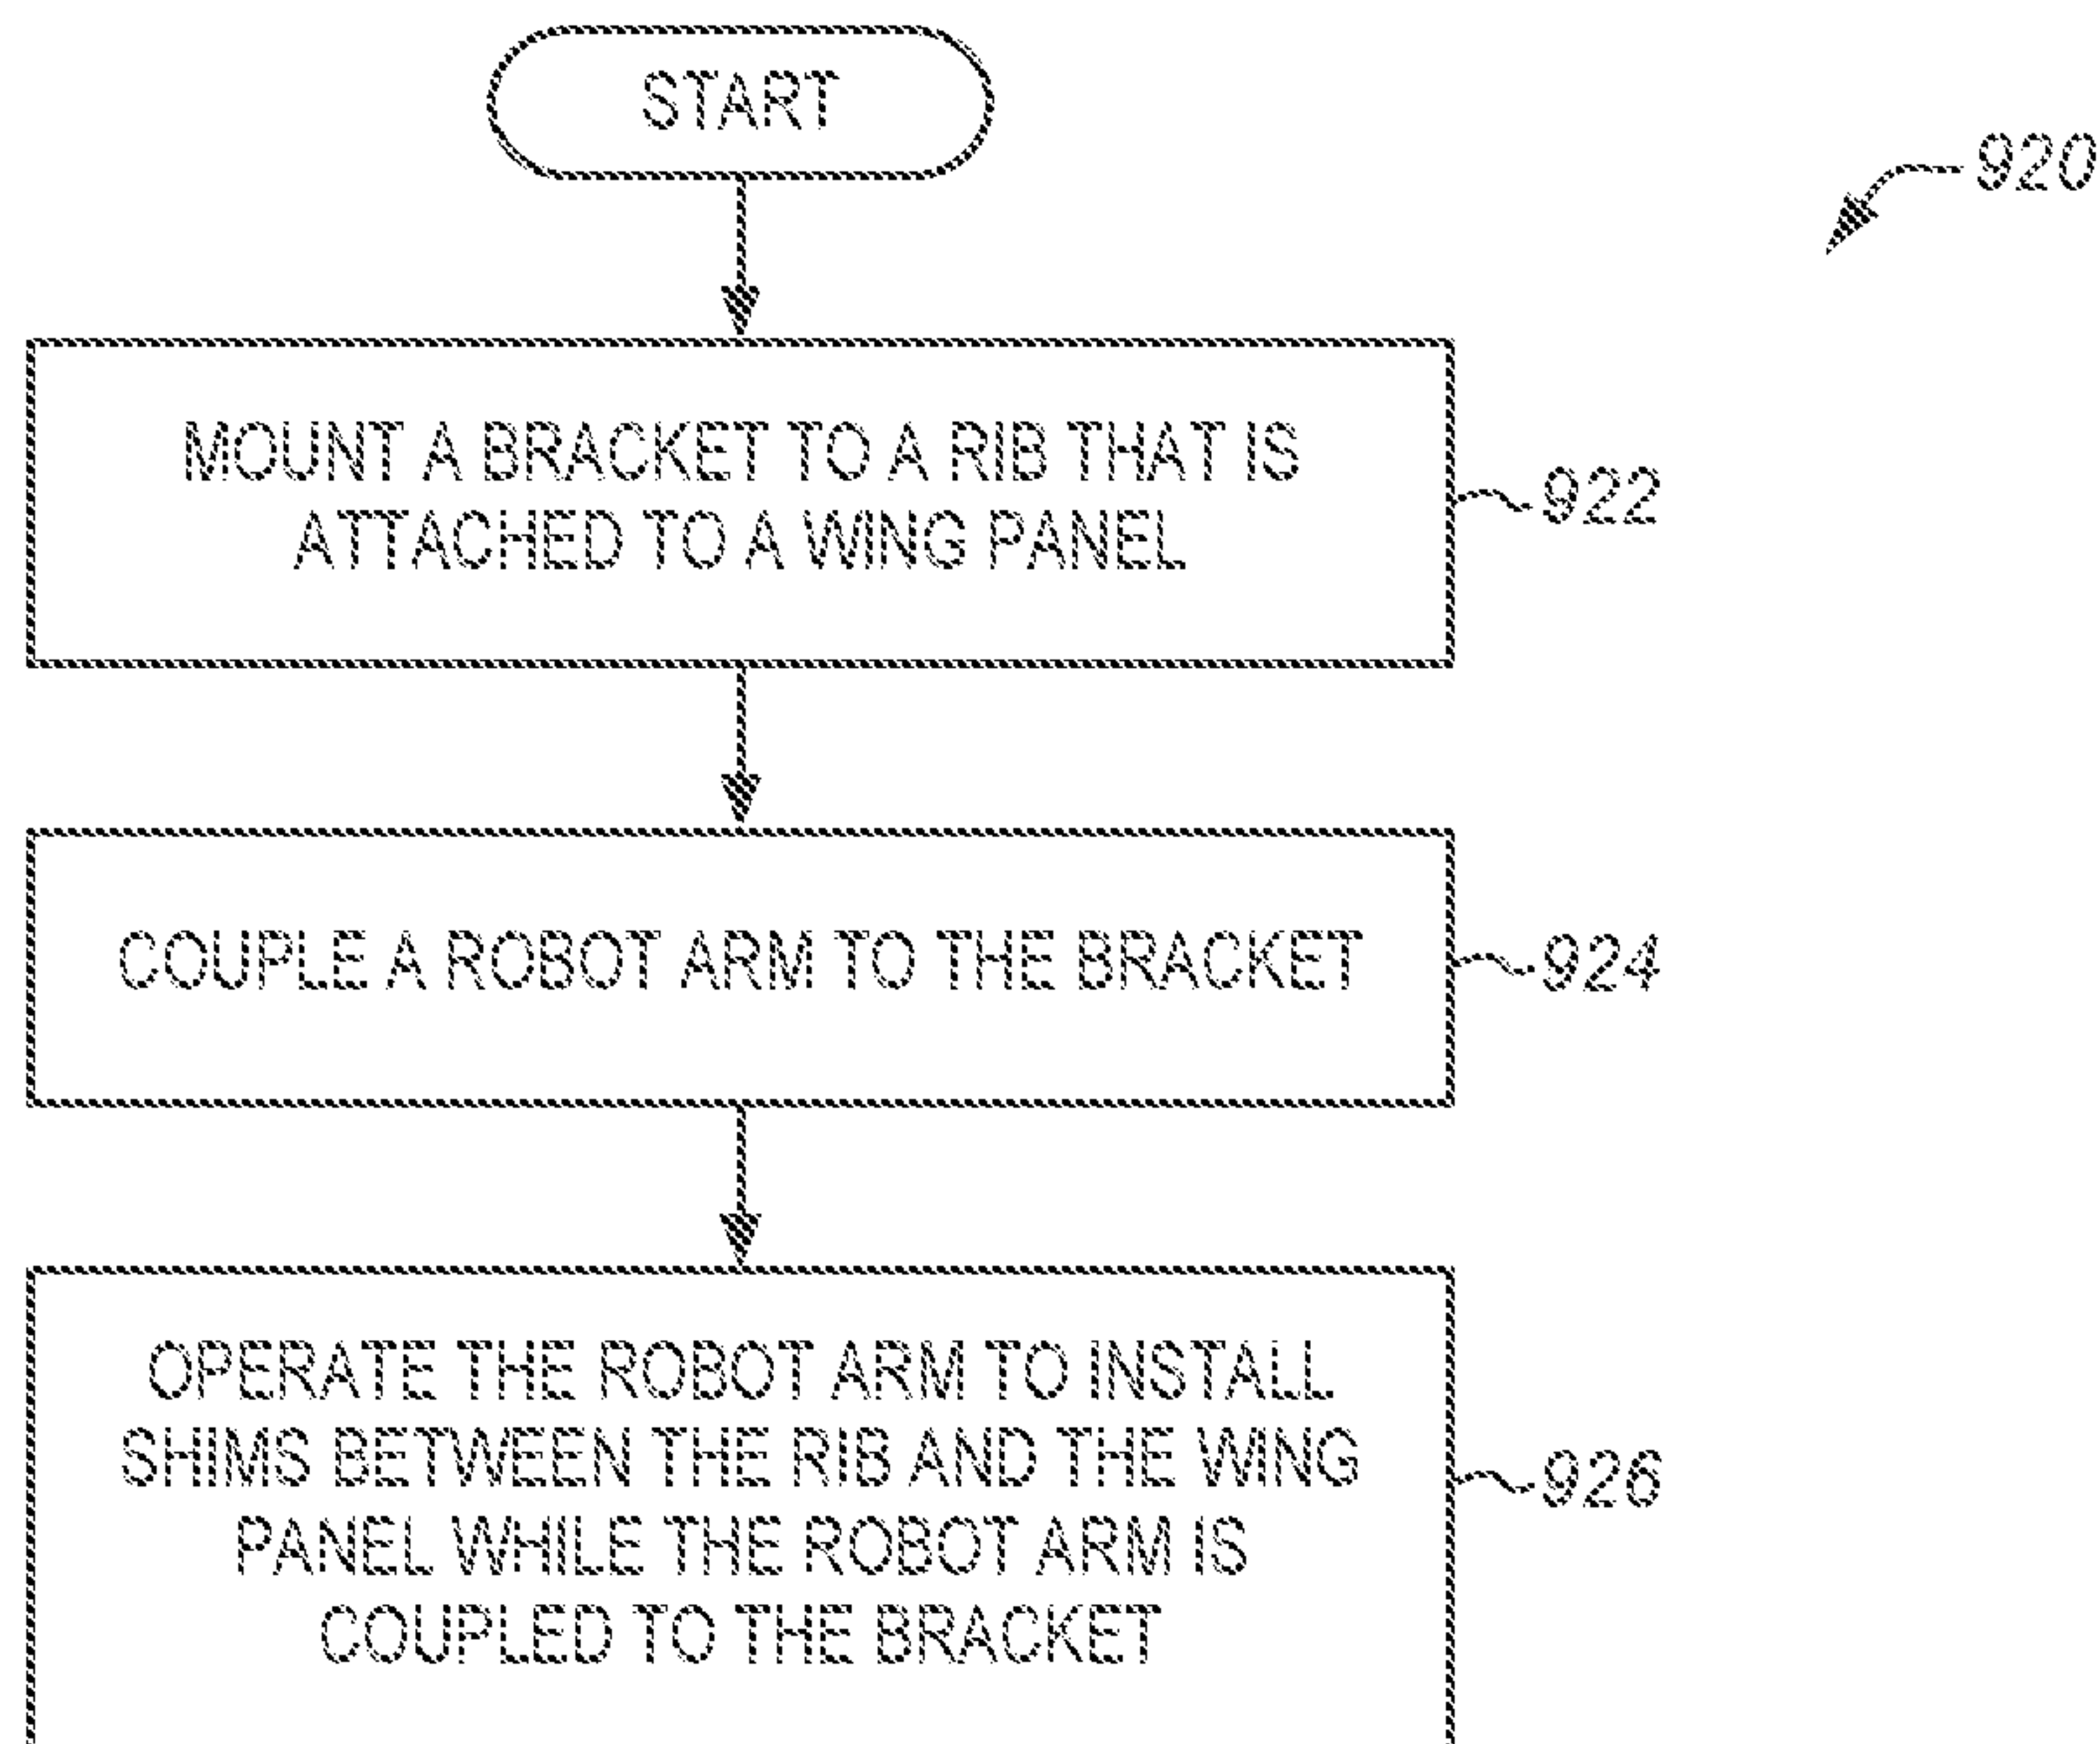 START
920
MOUNT A BRACKET TO A RIB THAT IS
ATTACHED TO A WING PANEL
922
COUPLE A ROBOT ARM TO THE BRACKET
924
OPERATE THE ROBOT ARM TO INSTALL
SHIMS BETWEEN THE RIB AND THE WING
PANEL WHILE THE ROBOT ARM IS
COUPLED TO THE BRACKET
926